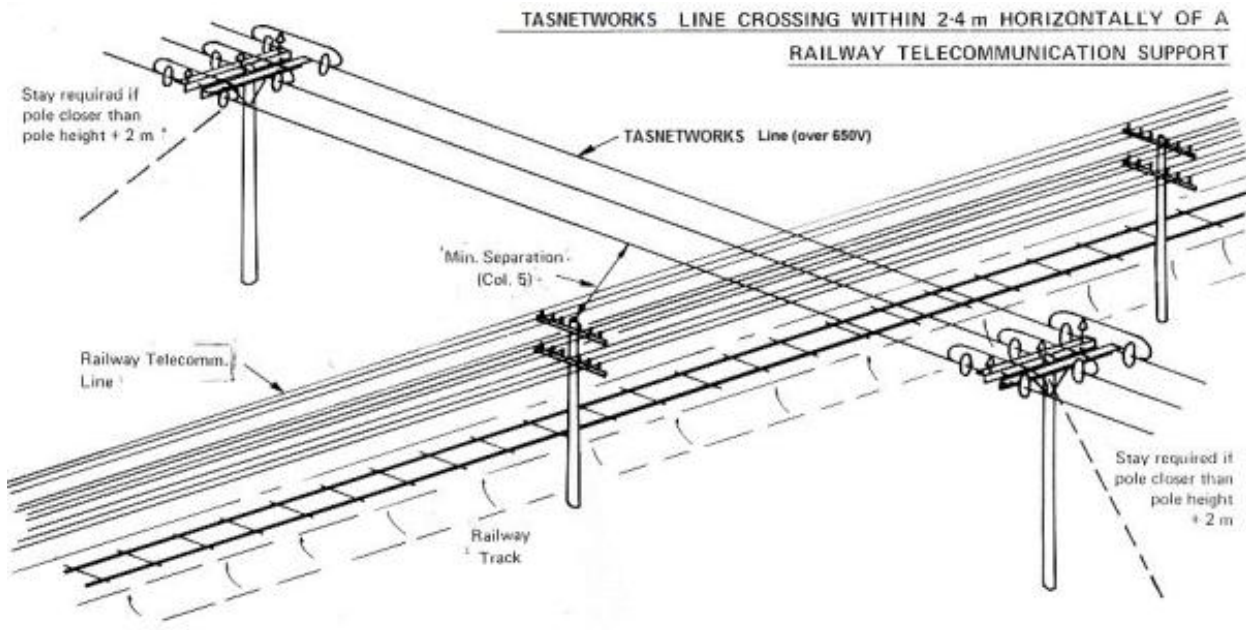 TASNETWORKS LINE CROSSING WITHIN 2·4 m HORIZONTALLY OF A
RAILWAY TELECOMMUNICATION SUPPORT
Stay required if
pole closer than
pole height + 2 m
TASNETWORKS Line (over 650V)
Min. Separation
(Col. 5)
Railway Telecomm.
Line
Railway
Track
Stay required if
pole closer than
pole height
+ 2 m